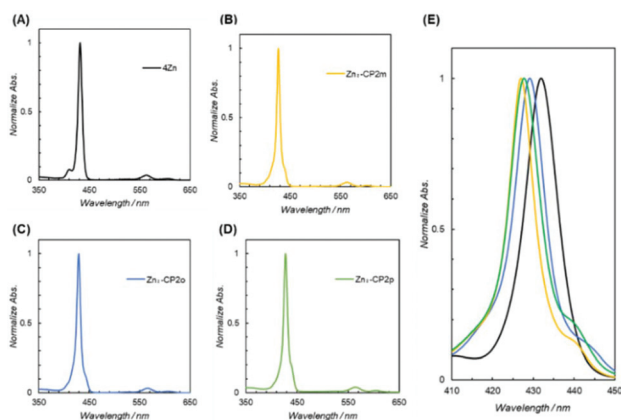 (A)
Normalize Abs.
1
0.5
0
350
450
550
650
Wavelength / nm
4Zn
(B)
Normalize Abs.
1
0.5
0
350
450
550
650
Wavelength / nm
Zn₁-CP2m
(C)
Normalize Abs.
1
0.5
0
350
450
550
650
Wavelength / nm
Zn₁-CP2o
(D)
Normalize Abs.
1
0.5
0
350
450
550
650
Wavelength / nm
Zn₁-CP2p
(E)
Normalize Abs.
1
0.5
0
410
420
430
440
450
Wavelength / nm